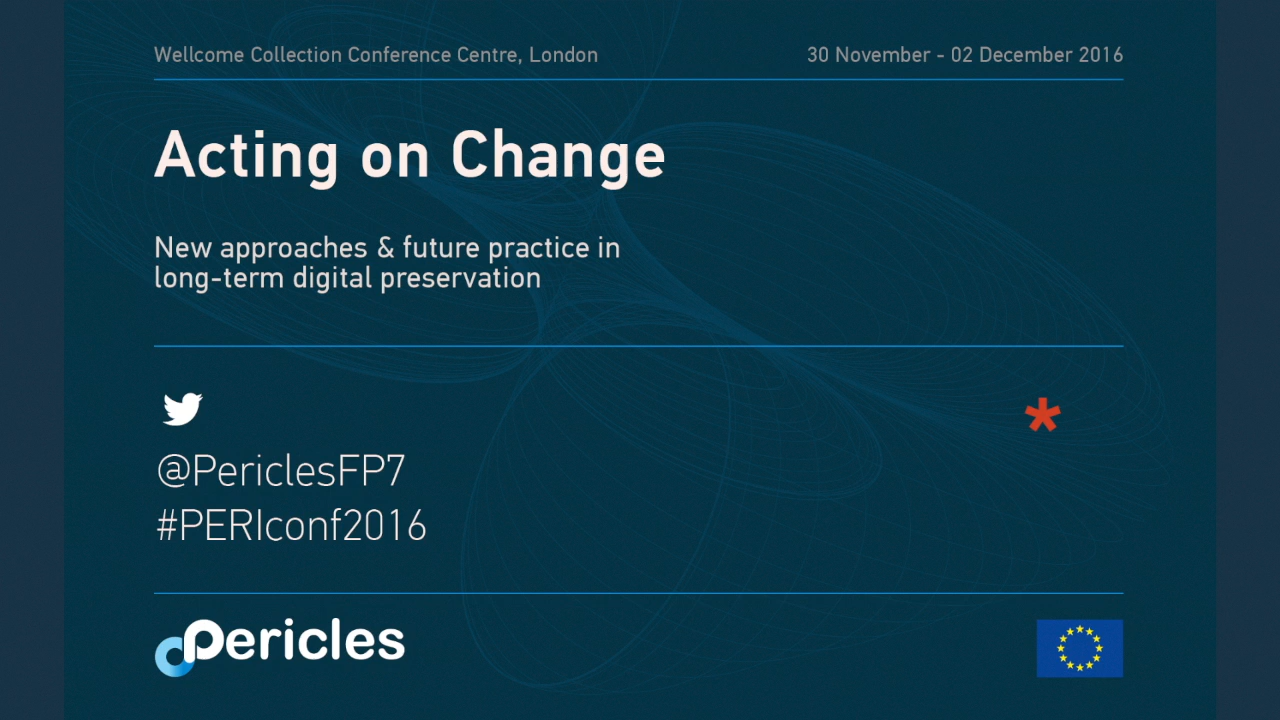 Wellcome Collection Conference Centre, London
30 November - 02 December 2016
Acting on Change
New approaches & future practice in
long-term digital preservation
*
@PericlesFP7
#PERIconf2016
Pericles